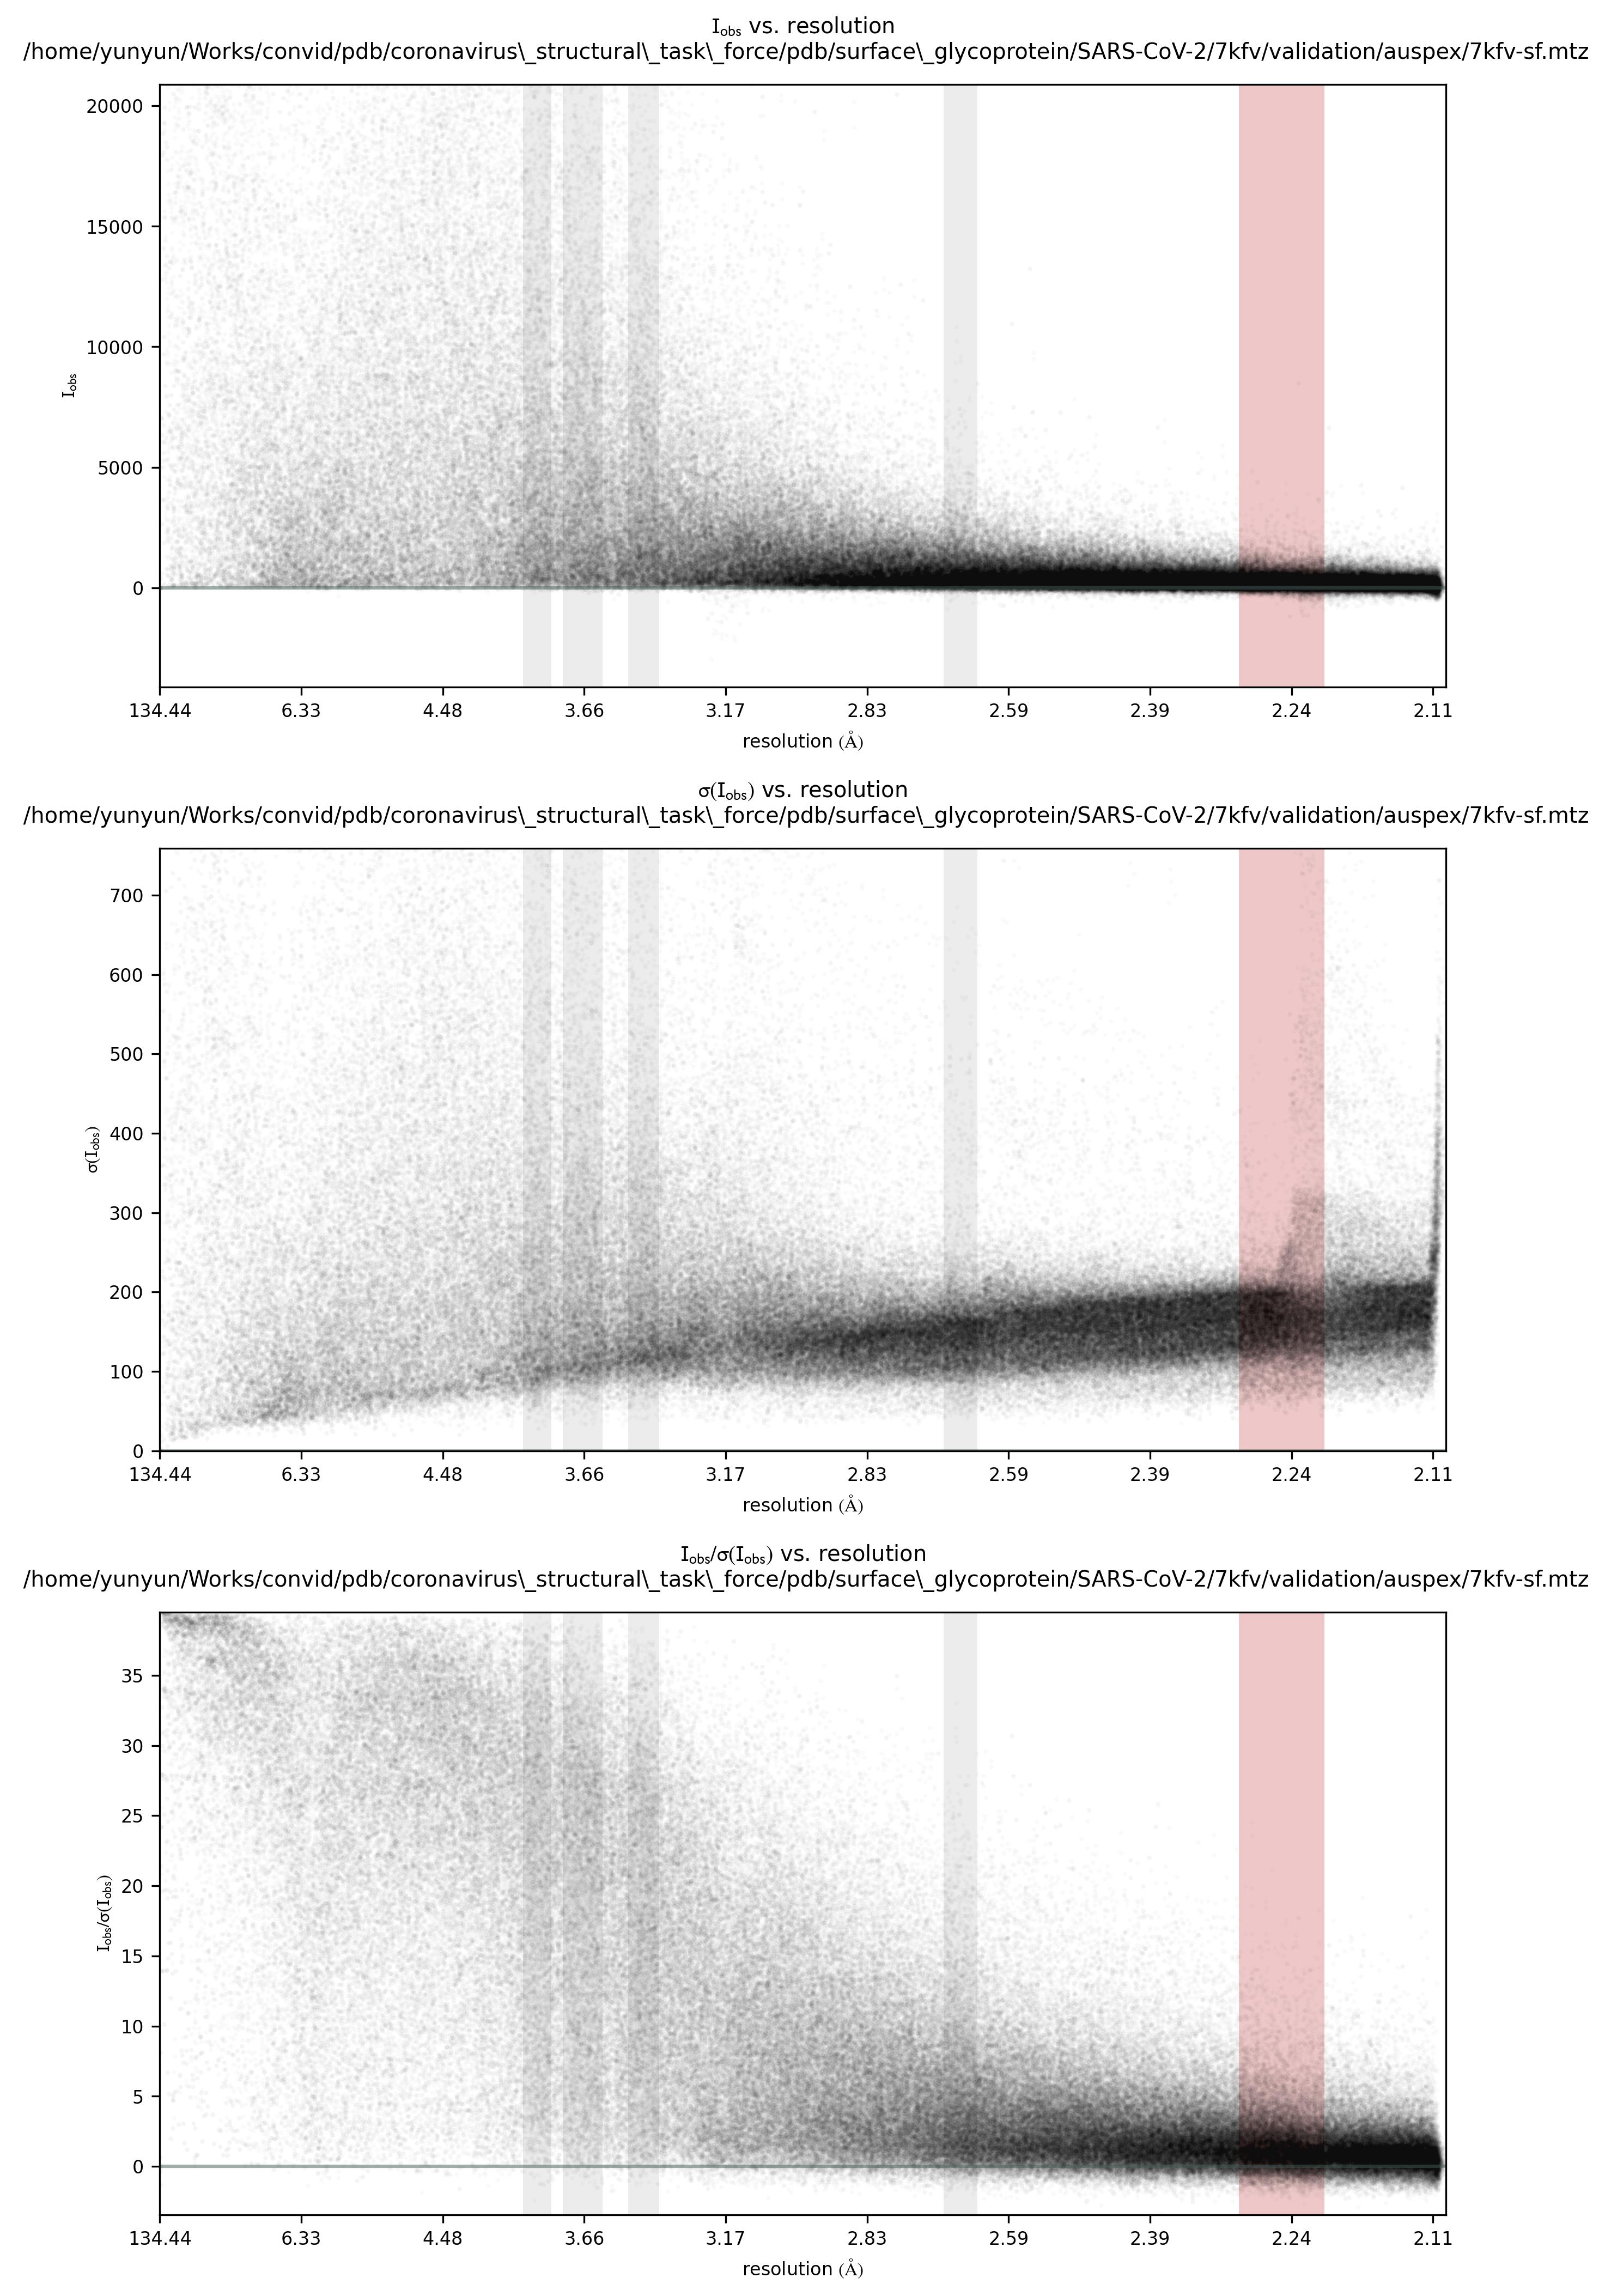 Iobs vs. resolution
/home/yunyun/Works/convid/pdb/coronavirus\_structural\_task\_force/pdb/surface\_glycoprotein/SARS-CoV-2/7kfv/validation/auspex/7kfv-sf.mtz
20000
15000
10000
5000
0
Iobs
134.44 6.33 4.48 3.66 3.17 2.83 2.59 2.39 2.24 2.11
resolution (Å)
σ(Iobs) vs. resolution
/home/yunyun/Works/convid/pdb/coronavirus\_structural\_task\_force/pdb/surface\_glycoprotein/SARS-CoV-2/7kfv/validation/auspex/7kfv-sf.mtz
700
600
500
400
300
200
100
0
σ(Iobs)
134.44 6.33 4.48 3.66 3.17 2.83 2.59 2.39 2.24 2.11
resolution (Å)
Iobs/σ(Iobs) vs. resolution
/home/yunyun/Works/convid/pdb/coronavirus\_structural\_task\_force/pdb/surface\_glycoprotein/SARS-CoV-2/7kfv/validation/auspex/7kfv-sf.mtz
35
30
25
20
15
10
5
0
Iobs/σ(Iobs)
134.44 6.33 4.48 3.66 3.17 2.83 2.59 2.39 2.24 2.11
resolution (Å)